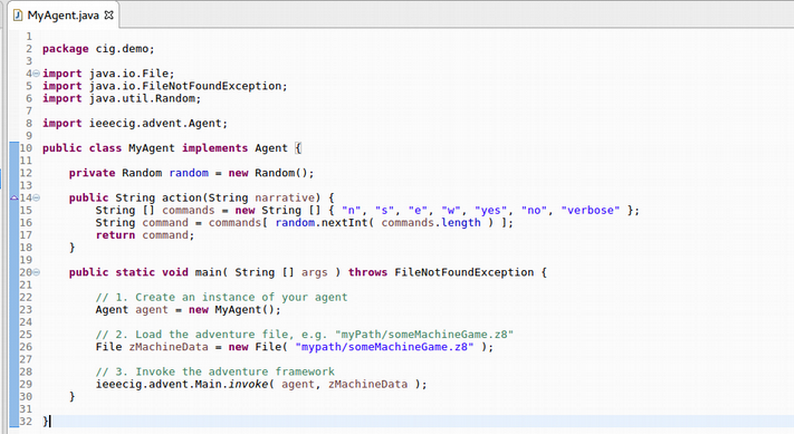 MyAgent.java
1
2 package cig.demo;
3
4 import java.io.File;
5 import java.io.FileNotFoundException;
6 import java.util.Random;
7
8 import ieeecig.advent.Agent;
9
10 public class MyAgent implements Agent {
11
12     private Random random = new Random();
13
14     public String action(String narrative) {
15         String [] commands = new String [] { "n", "s", "e", "w", "yes", "no", "verbose" };
16         String command = commands[ random.nextInt( commands.length ) ];
17         return command;
18     }
19
20     public static void main( String [] args ) throws FileNotFoundException {
21
22         // 1. Create an instance of your agent
23         Agent agent = new MyAgent();
24
25         // 2. Load the adventure file, e.g. "myPath/someMachineGame.z8"
26         File zMachineData = new File( "mypath/someMachineGame.z8" );
27
28         // 3. Invoke the adventure framework
29         ieeecig.advent.Main.invoke( agent, zMachineData );
30     }
31
32 }